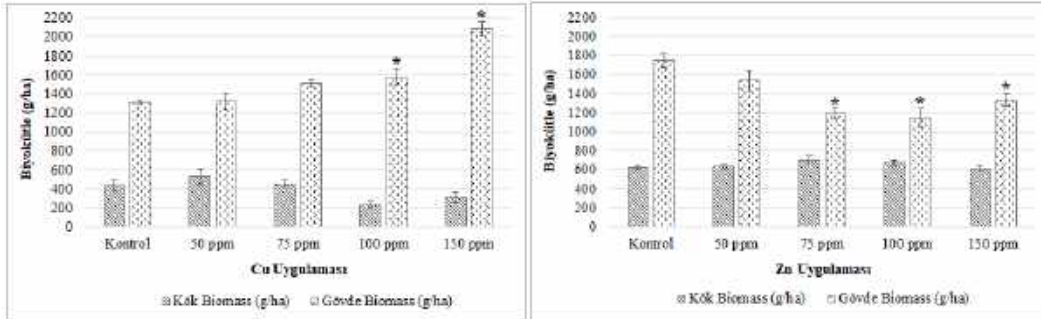 Biyokütle (g/ha)
2200
2000
1800
1600
1400
1200
1000
800
600
400
200
0
*
*
Kontrol 50 ppm 75 ppm 100 ppm 150 ppm
Cu Uygulaması
Kök Biomass (g/ha) Gövde Biomass (g/ha)
Biyokütle (g/ha)
2200
2000
1800
1600
1400
1200
1000
800
600
400
200
0
* * *
Kontrol 50 ppm 75 ppm 100 ppm 150 ppm
Zn Uygulaması
Kök Biomass (g/ha) Gövde Biomass (g/ha)